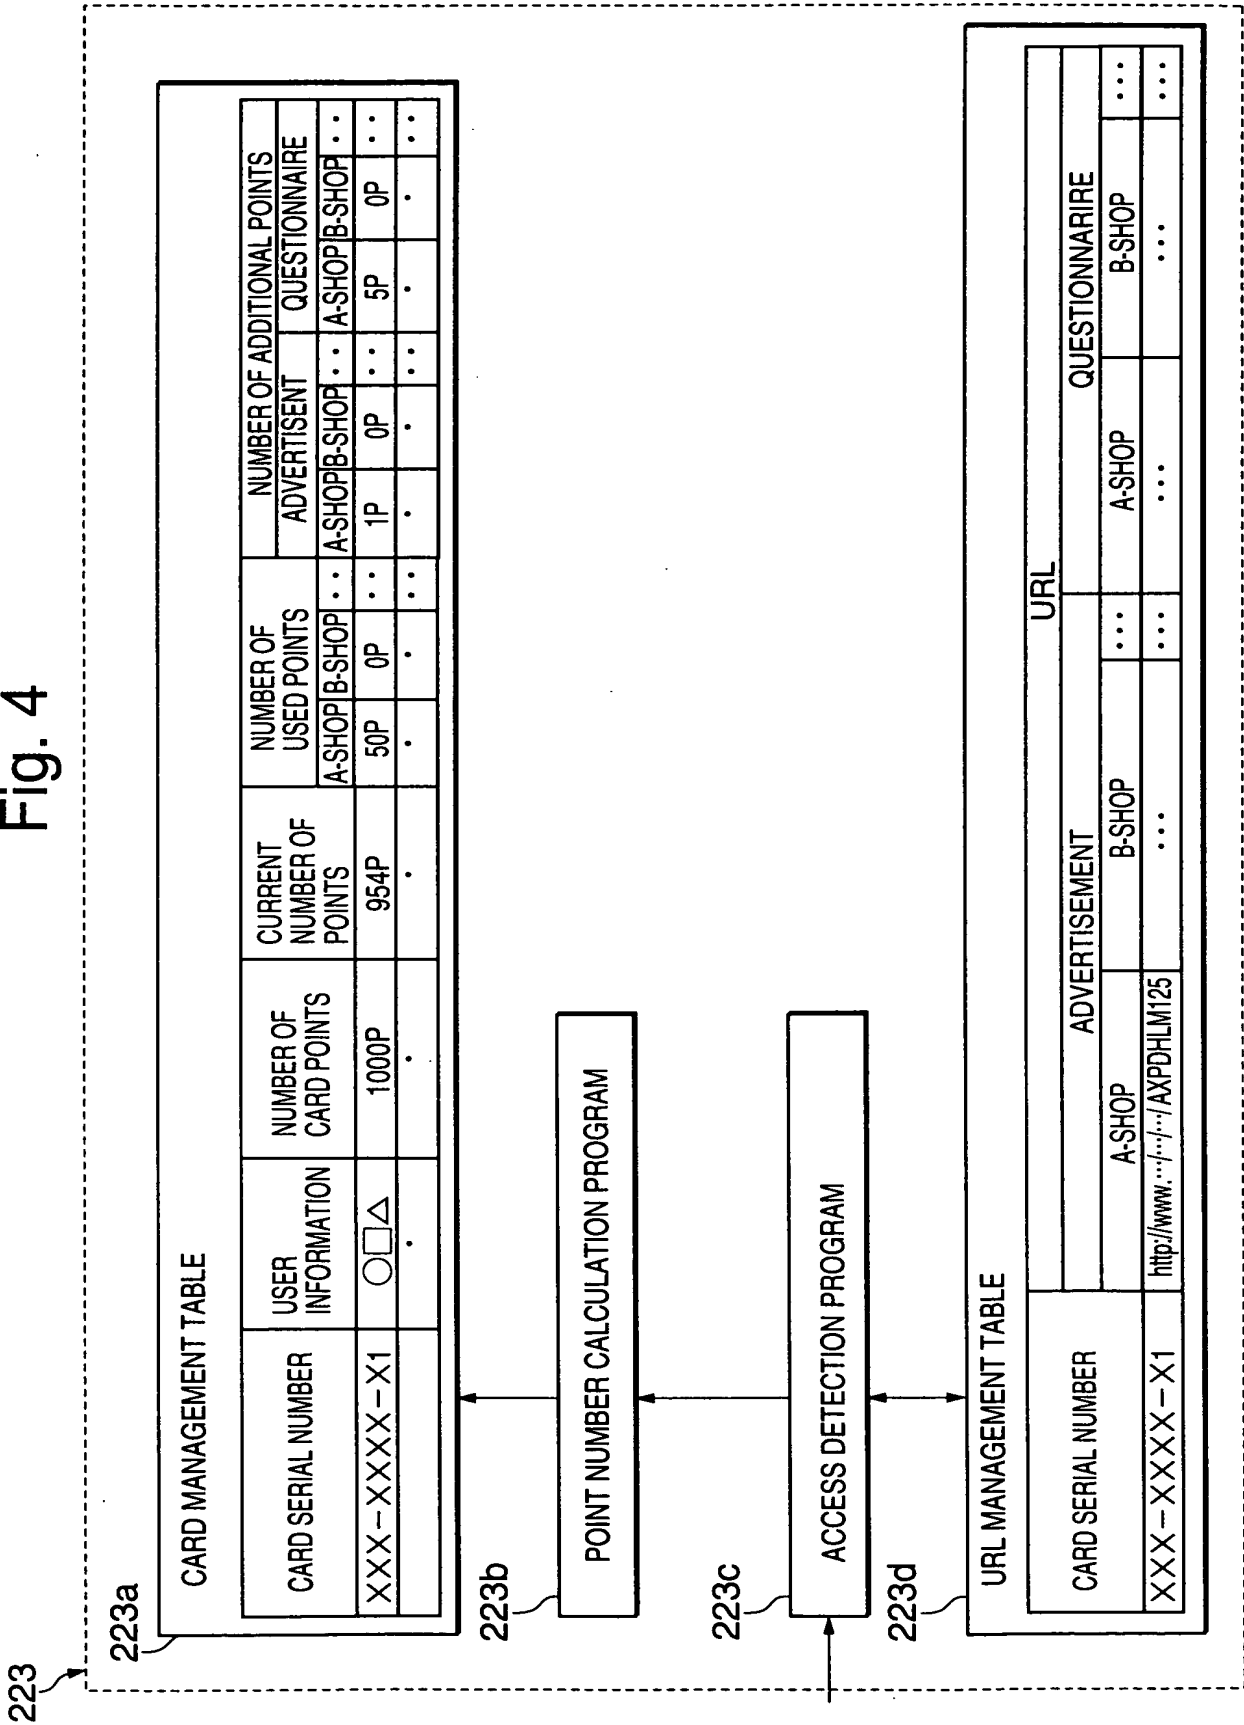 Fig. 4
223
223a
CARD MANAGEMENT TABLE
CARD SERIAL NUMBER
USER
INFORMATION
NUMBER OF
CARD POINTS
CURRENT
NUMBER OF
POINTS
NUMBER OF
USED POINTS
NUMBER OF ADDITIONAL POINTS
ADVERTISENT
QUESTIONNAIRE
A-SHOP B-SHOP ‥ A-SHOP B-SHOP ‥ A-SHOP B-SHOP ‥
XXX-XXXX-X1 ○□△ 1000P 954P 50P 0P ‥ 1P 0P ‥ 5P 0P ‥
· · · · · ‥ · · ‥ · · ‥
223b
POINT NUMBER CALCULATION PROGRAM
223c
ACCESS DETECTION PROGRAM
223d
URL MANAGEMENT TABLE
CARD SERIAL NUMBER
URL
ADVERTISEMENT
QUESTIONNARIRE
A-SHOP B-SHOP ··· A-SHOP B-SHOP ···
XXX-XXXX-X1 http://www.···/···/···/AXPDHLM125 ··· ··· ··· ··· ···